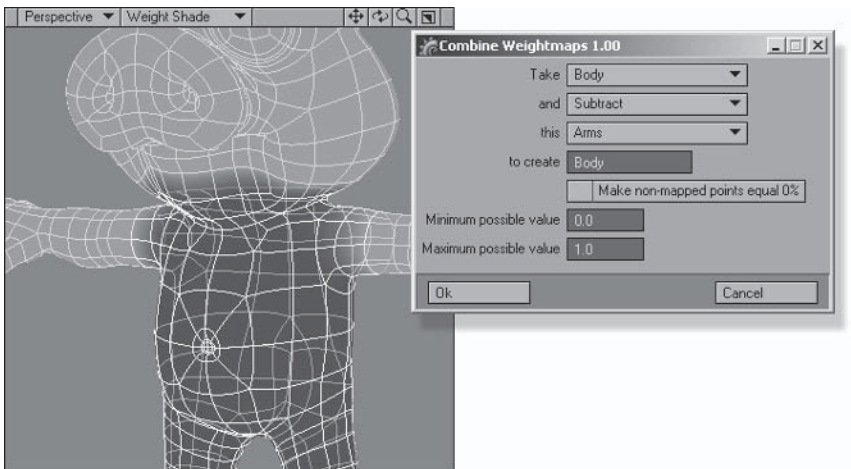 Perspective Weight Shade
Combine Weightmaps 1.00
Take Body
and Subtract
this Arms
to create Body
Make non-mapped points equal 0%
Minimum possible value 0.0
Maximum possible value 1.0
Ok Cancel